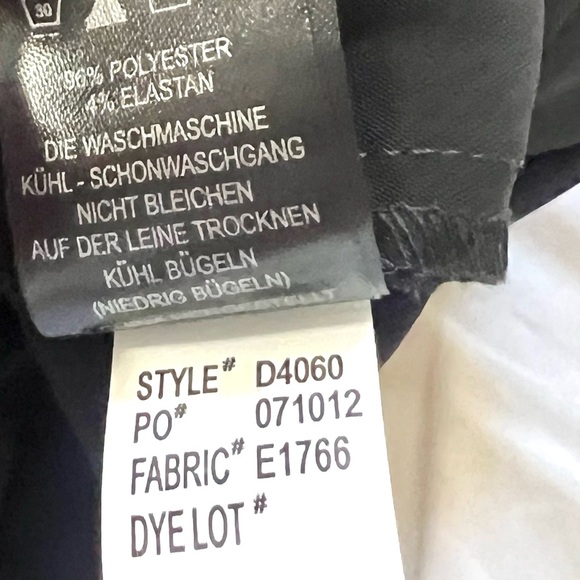 30
96% POLYESTER
4% ELASTAN
DIE WASCHMASCHINE
KÜHL - SCHONWASCHGANG
NICHT BLEICHEN
AUF DER LEINE TROCKNEN
KÜHL BÜGELN
(NIEDRIG BÜGELN)
STYLE# D4060
PO# 071012
FABRIC# E1766
DYE LOT #